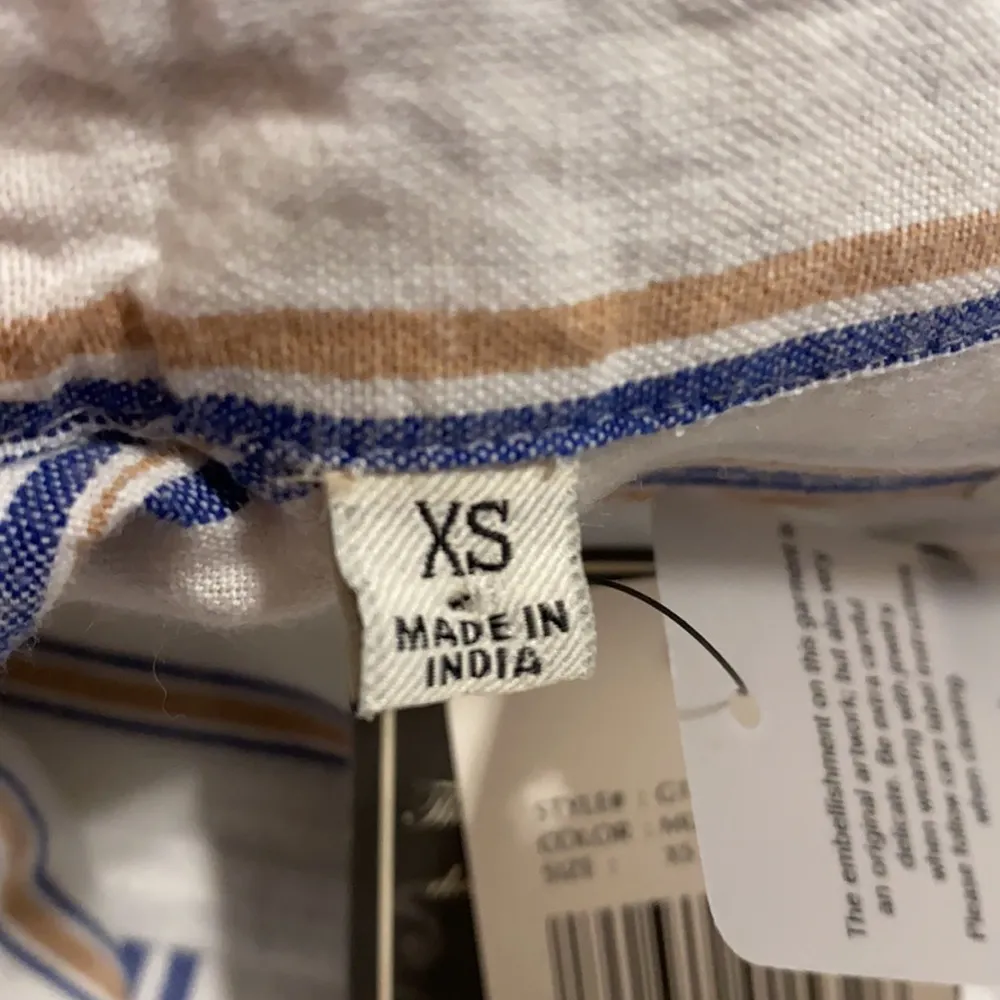 XS
MADE IN
INDIA
STYLE# :
COLOR :
SIZE : XS
The embellishment on this garment is
an original artwork, but also very
delicate. Be extra careful
when wearing with jewelry.
Please follow care label instructions
when cleaning.